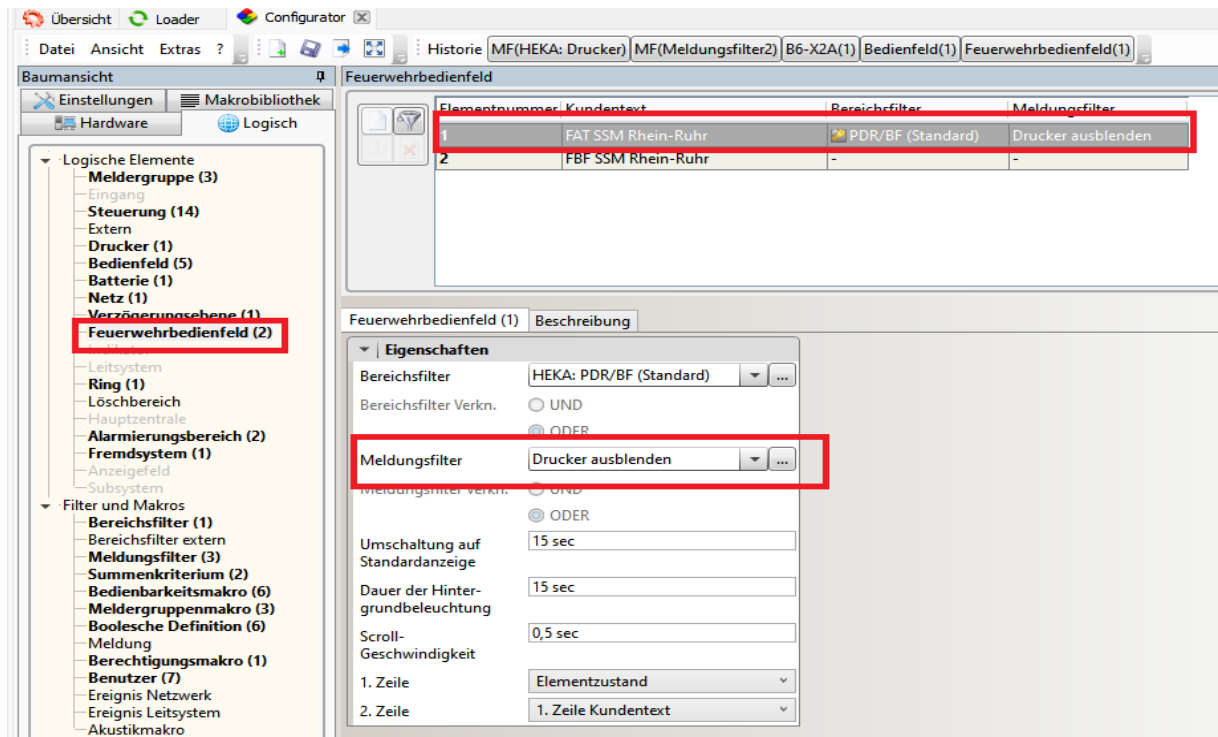 Übersicht Loader Configurator
Datei Ansicht Extras ? Historie MF(HEKA: Drucker) MF(Meldungsfilter2) B6-X2A(1) Bedienfeld(1) Feuerwehrbedienfeld(1)
Baumansicht
Einstellungen Makrobibliothek
Hardware Logisch
Logische Elemente
Meldergruppe (3)
Eingang
Steuerung (14)
Extern
Drucker (1)
Bedienfeld (5)
Batterie (1)
Netz (1)
Verzögerungsebene (1)
Feuerwehrbedienfeld (2)
Leitsystem
Ring (1)
Löschbereich
Hauptzentrale
Alarmierungsbereich (2)
Fremdsystem (1)
Anzeigefeld
Subsystem
Filter und Makros
Bereichsfilter (1)
Bereichsfilter extern
Meldungsfilter (3)
Summenkriterium (2)
Bedienbarkeitsmakro (6)
Meldergruppenmakro (3)
Boolesche Definition (6)
Meldung
Berechtigungsmakro (1)
Benutzer (7)
Ereignis Netzwerk
Ereignis Leitsystem
Akustikmakro
Feuerwehrbedienfeld
Elementnummer Kundentext Bereichsfilter Meldungsfilter
1 FAT SSM Rhein-Ruhr PDR/BF (Standard) Drucker ausblenden
2 FBF SSM Rhein-Ruhr - -
Feuerwehrbedienfeld (1) Beschreibung
Eigenschaften
Bereichsfilter HEKA: PDR/BF (Standard) ...
Bereichsfilter Verkn. UND
ODER
Meldungsfilter Drucker ausblenden ...
Meldungsfilter Verkn. UND
ODER
Umschaltung auf 15 sec
Standardanzeige
Dauer der Hinter- 15 sec
grundbeleuchtung
Scroll- 0,5 sec
Geschwindigkeit
1. Zeile Elementzustand
2. Zeile 1. Zeile Kundentext